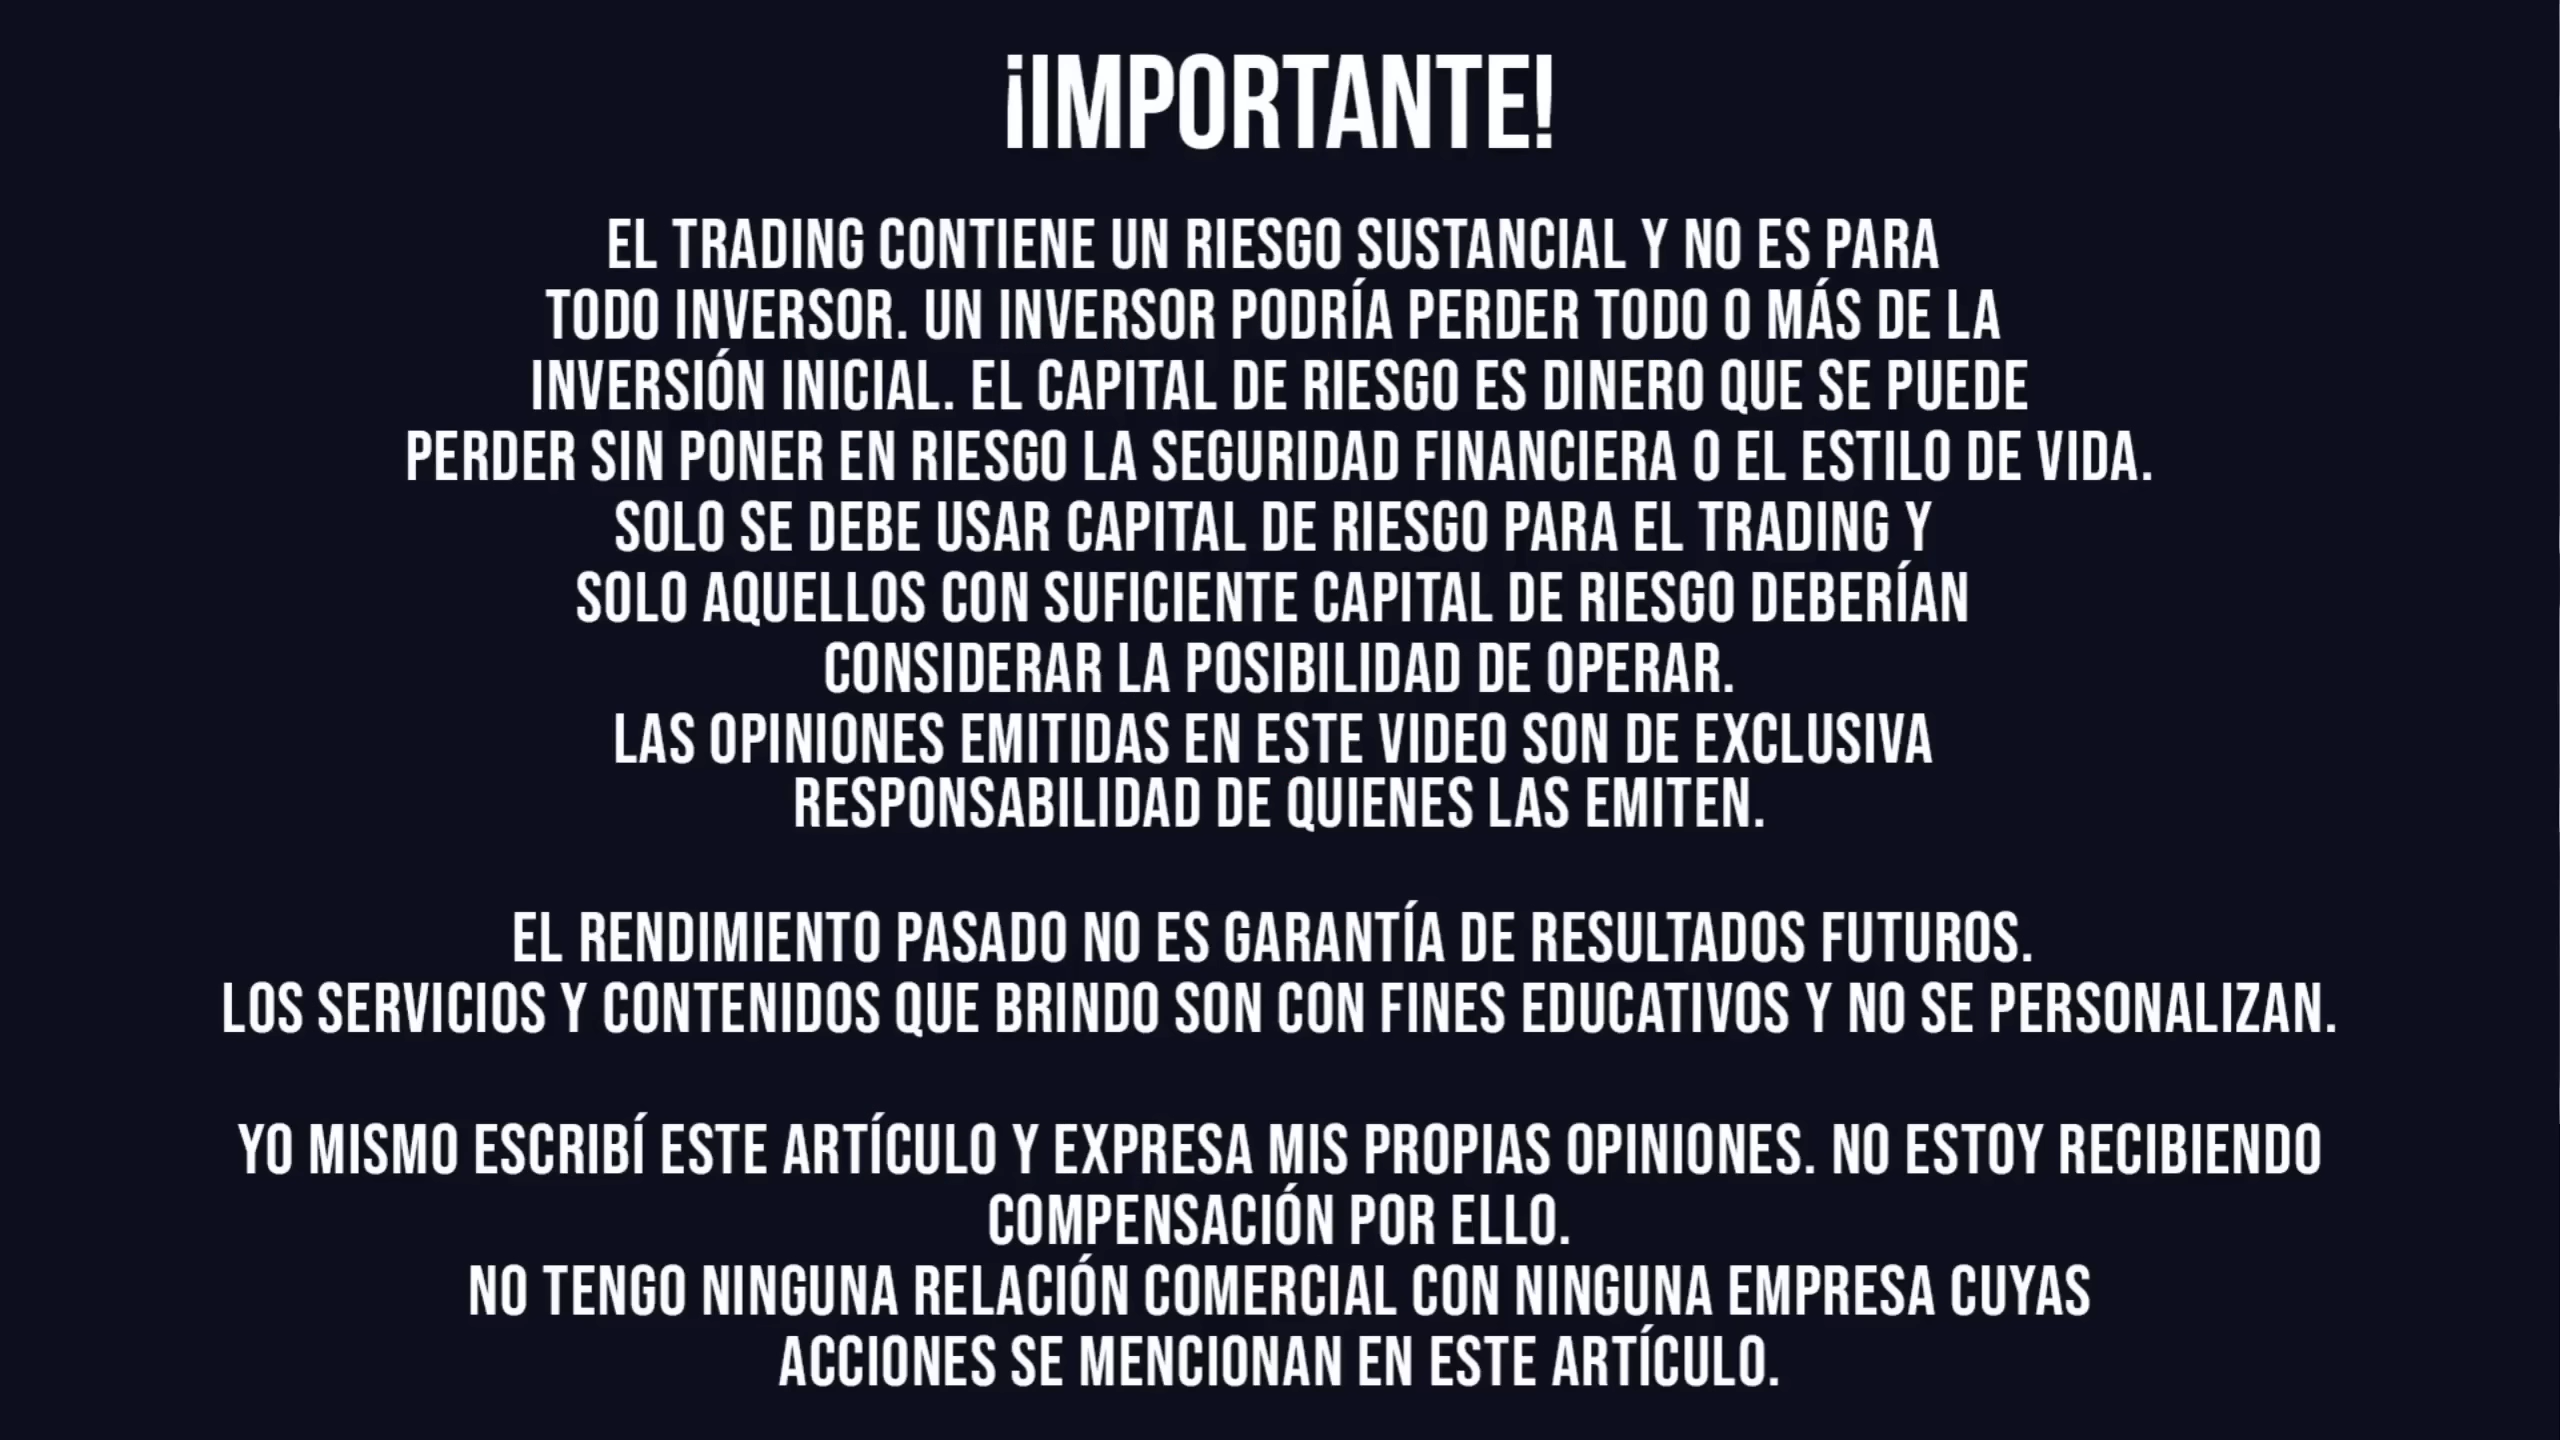 ¡IMPORTANTE!
EL TRADING CONTIENE UN RIESGO SUSTANCIAL Y NO ES PARA
TODO INVERSOR. UN INVERSOR PODRÍA PERDER TODO O MÁS DE LA
INVERSIÓN INICIAL. EL CAPITAL DE RIESGO ES DINERO QUE SE PUEDE
PERDER SIN PONER EN RIESGO LA SEGURIDAD FINANCIERA O EL ESTILO DE VIDA.
SOLO SE DEBE USAR CAPITAL DE RIESGO PARA EL TRADING Y
SOLO AQUELLOS CON SUFICIENTE CAPITAL DE RIESGO DEBERÍAN
CONSIDERAR LA POSIBILIDAD DE OPERAR.
LAS OPINIONES EMITIDAS EN ESTE VIDEO SON DE EXCLUSIVA
RESPONSABILIDAD DE QUIENES LAS EMITEN.
EL RENDIMIENTO PASADO NO ES GARANTÍA DE RESULTADOS FUTUROS.
LOS SERVICIOS Y CONTENIDOS QUE BRINDO SON CON FINES EDUCATIVOS Y NO SE PERSONALIZAN.
YO MISMO ESCRIBÍ ESTE ARTÍCULO Y EXPRESA MIS PROPIAS OPINIONES. NO ESTOY RECIBIENDO
COMPENSACIÓN POR ELLO.
NO TENGO NINGUNA RELACIÓN COMERCIAL CON NINGUNA EMPRESA CUYAS
ACCIONES SE MENCIONAN EN ESTE ARTÍCULO.